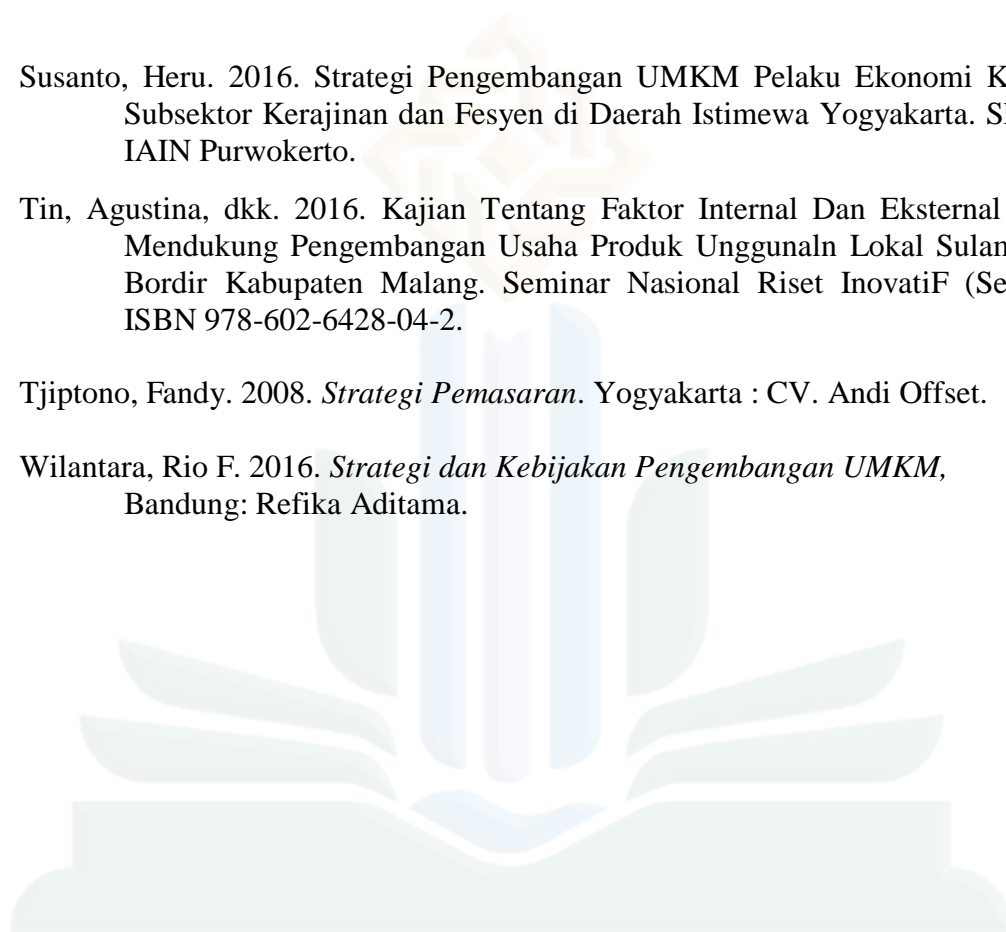 Susanto, Heru. 2016. Strategi Pengembangan UMKM Pelaku Ekonomi
Subsektor Kerajinan dan Fesyen di Daerah Istimewa Yogyakarta.
IAIN Purwokerto.
Tin, Agustina, dkk. 2016. Kajian Tentang Faktor Internal Dan Eksternal
Mendukung Pengembangan Usaha Produk Unggunaln Lokal
Bordir Kabupaten Malang. Seminar Nasional Riset InovatiF
ISBN 978-602-6428-04-2.
Tjiptono, Fandy. 2008. Strategi Pemasaran. Yogyakarta : CV. Andi Offset.
Wilantara, Rio F. 2016. Strategi dan Kebijakan Pengembangan UMKM,
Bandung: Refika Aditama.